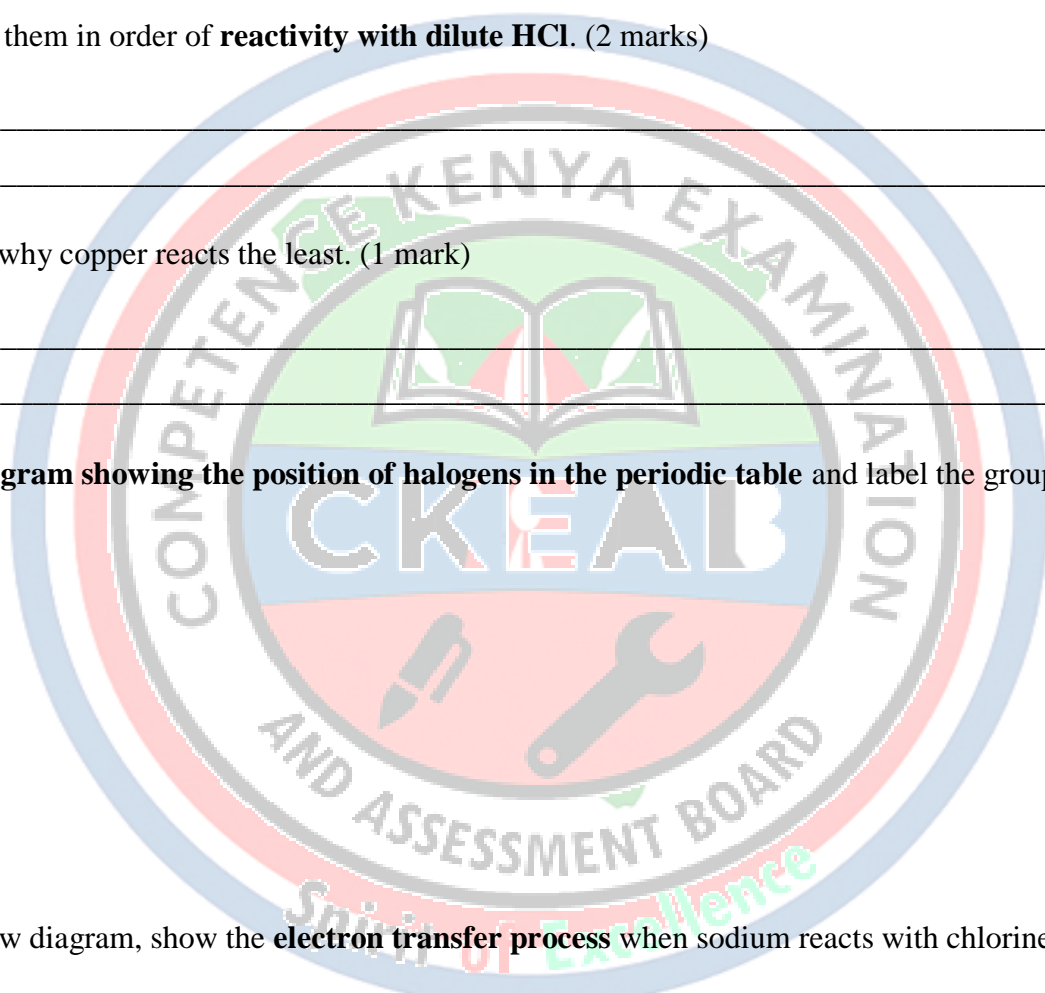 them in order of reactivity with dilute HCl. (2 marks)
why copper reacts the least. (1 mark)
gram showing the position of halogens in the periodic table and label the group
w diagram, show the electron transfer process when sodium reacts with chlorine
COMPETENCE KENYA EXAMINATION
CKEAB
AND ASSESSMENT BOARD
Spirit of Excellence